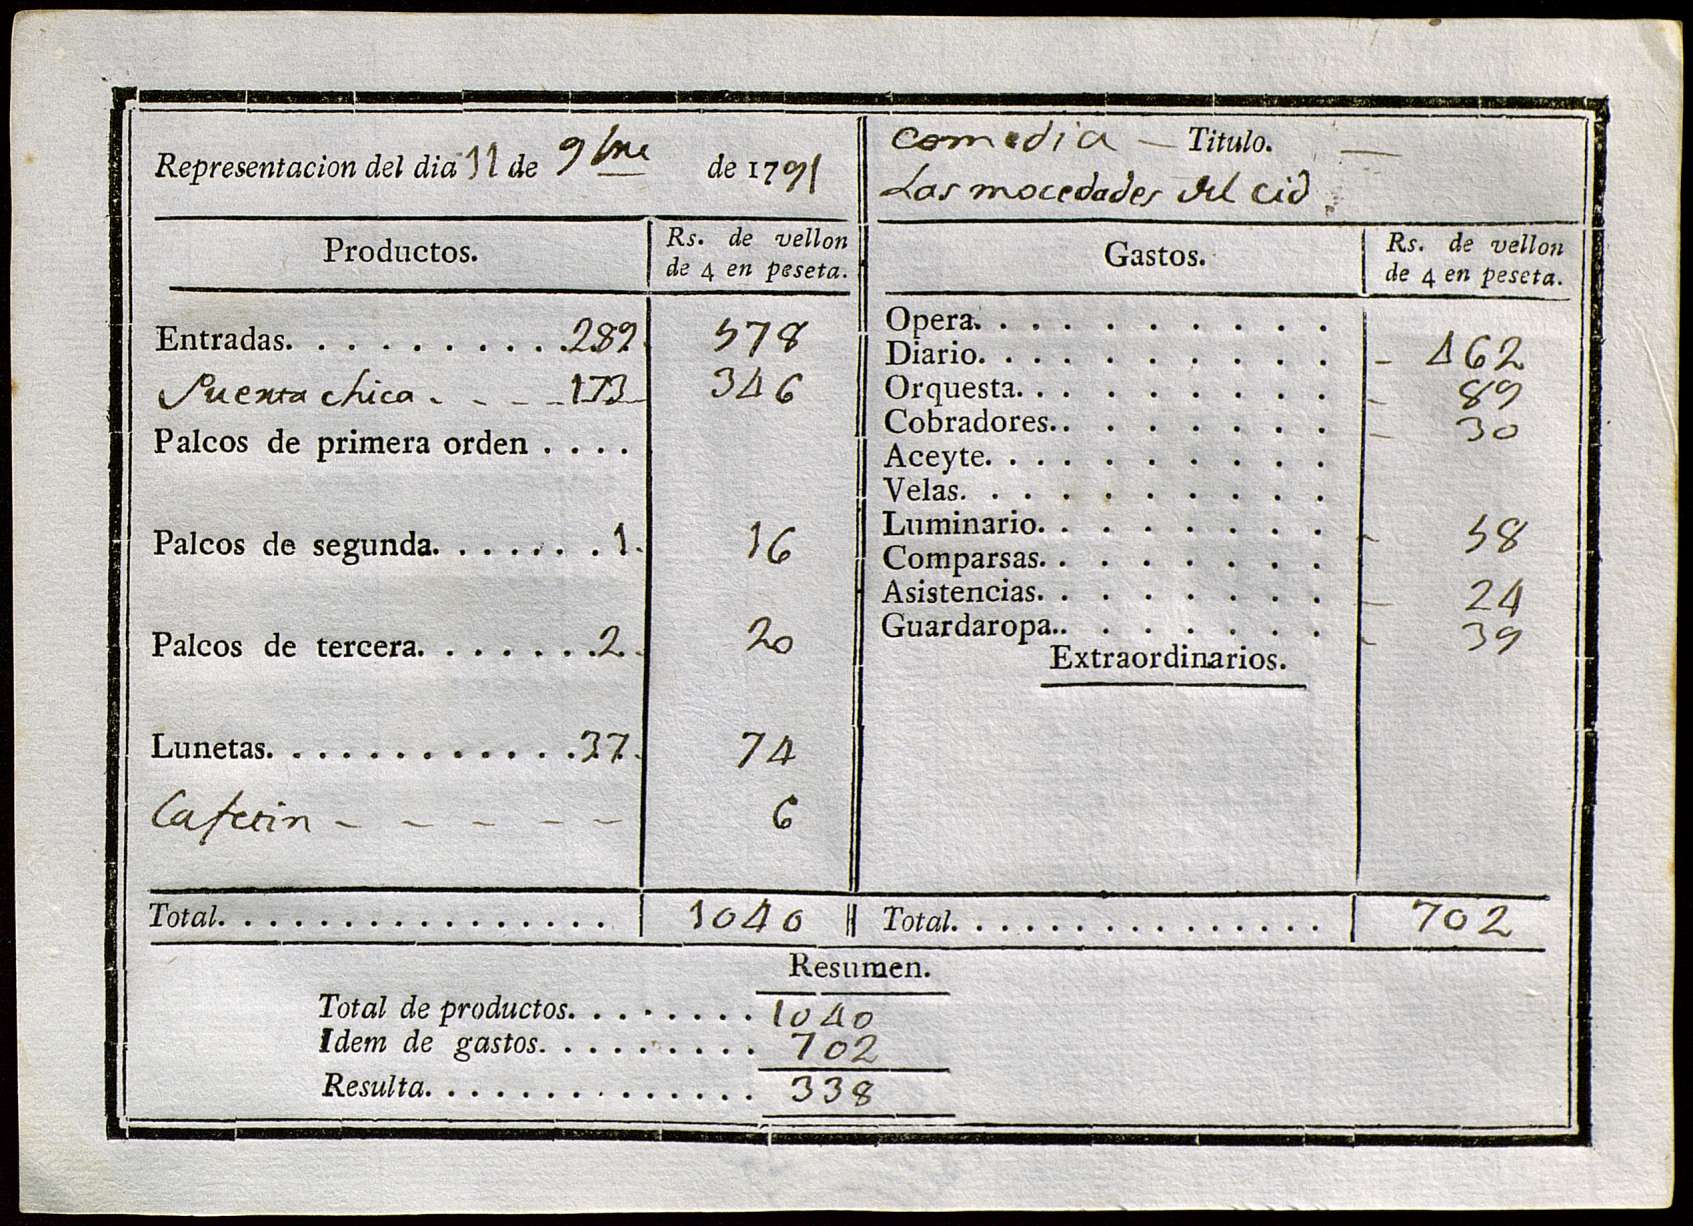 Representacion del dia 11 de 9bre de 1791
Comedia — Titulo. —
Las mocedades del cid
Productos.
Rs. de vellon
de 4 en peseta.
Entradas. . . . . . . . . . 289. 578
Puerta chica - - - - 173 346
Palcos de primera orden . . . .
Palcos de segunda. . . . . . . 1. 16
Palcos de tercera. . . . . . . 2. 20
Lunetas. . . . . . . . . . . . 37. 74
Cafetin - - - - - - 6
Total. . . . . . . . . . . . . . . . 1040
Gastos.
Rs. de vellon
de 4 en peseta.
Opera. . . . . . . . . .
Diario. . . . . . . . . . - 462
Orquesta. . . . . . . . . - 89
Cobradores. . . . . . . . - 30
Aceyte. . . . . . . . . .
Velas. . . . . . . . . .
Luminario. . . . . . . . - 58
Comparsas. . . . . . . .
Asistencias. . . . . . . . - 24
Guardaropa. . . . . . . . - 39
Extraordinarios.
Total. . . . . . . . . . . . . . . . 702
Resumen.
Total de productos. . . . . . . . 1040
Idem de gastos. . . . . . . . . 702
Resulta. . . . . . . . . . . . . . 338